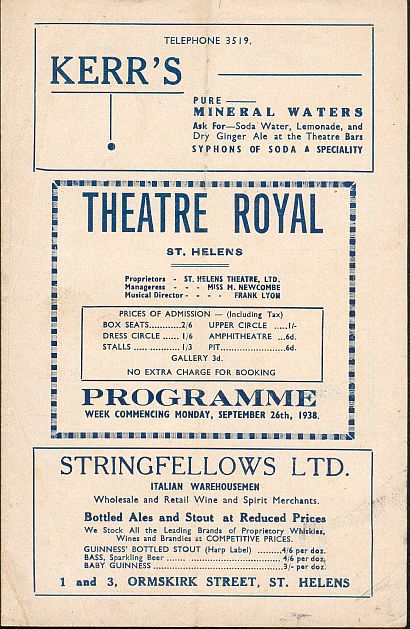 TELEPHONE 3519.
KERR'S
PURE
MINERAL WATERS
Ask For—Soda Water, Lemonade, and
Dry Ginger Ale at the Theatre Bars
SYPHONS OF SODA A SPECIALITY
THEATRE ROYAL
ST. HELENS
Proprietors - ST. HELENS THEATRE, LTD.
Manageress - - - MISS M. NEWCOMBE
Musical Director - - - - FRANK LYON
PRICES OF ADMISSION — (Including Tax)
BOX SEATS............2/6 UPPER CIRCLE .....1/-
DRESS CIRCLE ...... 1/6 AMPHITHEATRE ...6d.
STALLS ................ 1/3 PIT........................6d.
GALLERY 3d.
NO EXTRA CHARGE FOR BOOKING
PROGRAMME
WEEK COMMENCING MONDAY, SEPTEMBER 26th, 1938.
STRINGFELLOWS LTD.
ITALIAN WAREHOUSEMEN
Wholesale and Retail Wine and Spirit Merchants.
Bottled Ales and Stout at Reduced Prices
We Stock All the Leading Brands of Proprietory Whiskies,
Wines and Brandies at COMPETITIVE PRICES.
GUINNESS' BOTTLED STOUT (Harp Label) .........4/6 per doz.
BASS, Sparkling Beer ...... ................................ 4/6 per doz.
BABY GUINNESS ............................................3/- per doz.
1 and 3, ORMSKIRK STREET, ST. HELENS